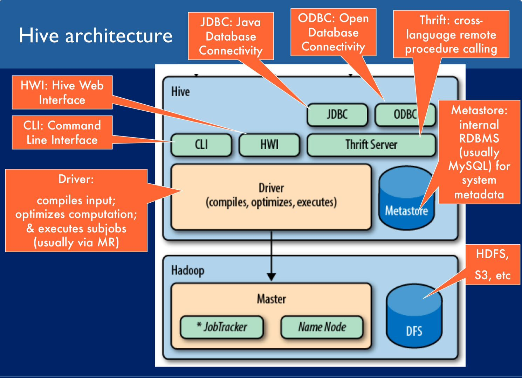 Hive architecture
JDBC: Java
Database
Connectivity
ODBC: Open
Database
Connectivity
Thrift: cross-
language remote
procedure calling
HWI: Hive Web
Interface
CLI: Command
Line Interface
Driver:
compiles input;
optimizes computation;
& executes subjobs
(usually via MR)
Metastore:
internal
RDBMS
(usually
MySQL) for
system
metadata
HDFS,
S3, etc
Hive
JDBC
ODBC
CLI
HWI
Thrift Server
Driver
(compiles, optimizes, executes)
Metastore
Hadoop
Master
* JobTracker
Name Node
DFS